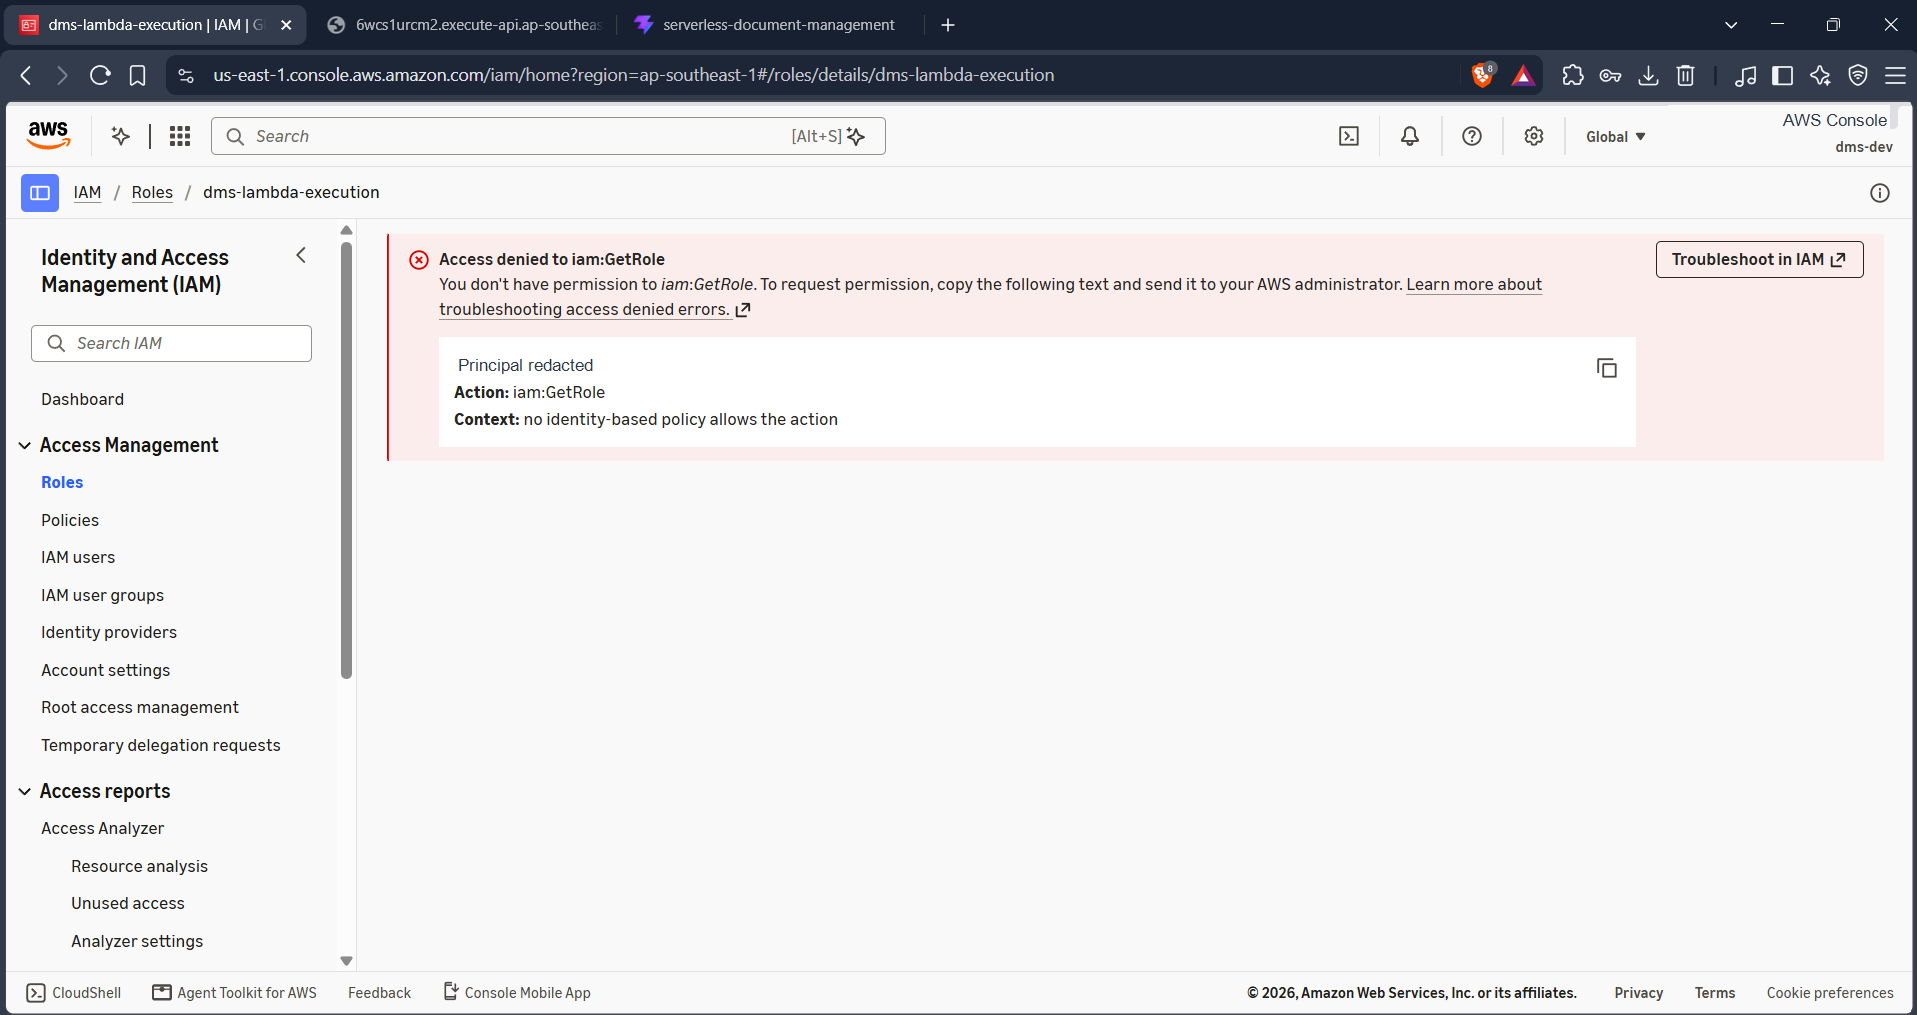 dms-lambda-execution | IAM | G
6wcs1urcm2.execute-api.ap-southeas
serverless-document-management
us-east-1.console.aws.amazon.com/iam/home?region=ap-southeast-1#/roles/details/dms-lambda-execution
8
aws
Search
[Alt+S]
Global
AWS Console
dms-dev
IAM / Roles / dms-lambda-execution
Identity and Access
Management (IAM)
Search IAM
Dashboard
Access Management
Roles
Policies
IAM users
IAM user groups
Identity providers
Account settings
Root access management
Temporary delegation requests
Access reports
Access Analyzer
Resource analysis
Unused access
Analyzer settings
Access denied to iam:GetRole
You don't have permission to iam:GetRole. To request permission, copy the following text and send it to your AWS administrator. Learn more about
troubleshooting access denied errors.
Troubleshoot in IAM
Principal redacted
Action: iam:GetRole
Context: no identity-based policy allows the action
CloudShell
Agent Toolkit for AWS
Feedback
Console Mobile App
© 2026, Amazon Web Services, Inc. or its affiliates.
Privacy
Terms
Cookie preferences